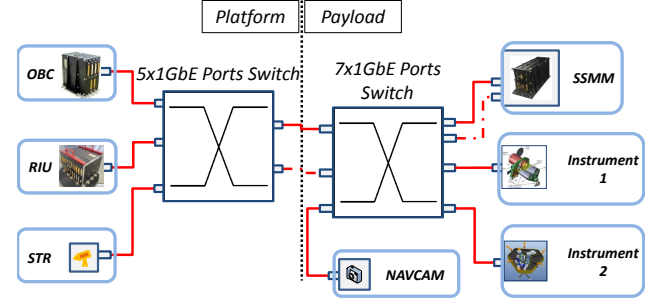 Platform
Payload
OBC
5x1GbE Ports Switch
7x1GbE Ports
Switch
SSMM
RIU
Instrument
1
STR
NAVCAM
Instrument
2